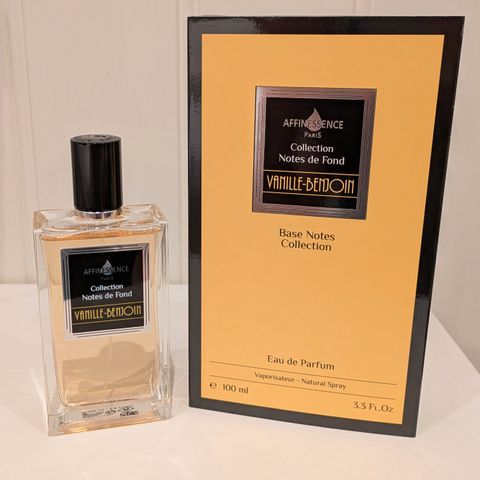 AFFINESSENCE
PARIS
Collection
Notes de Fond
VANILLE-BENJOIN
AFFINESSENCE
PARIS
Collection
Notes de Fond
VANILLE-BENJOIN
Base Notes
Collection
Eau de Parfum
Vaporisateur - Natural Spray
e 100 ml
3.3 FL.OZ